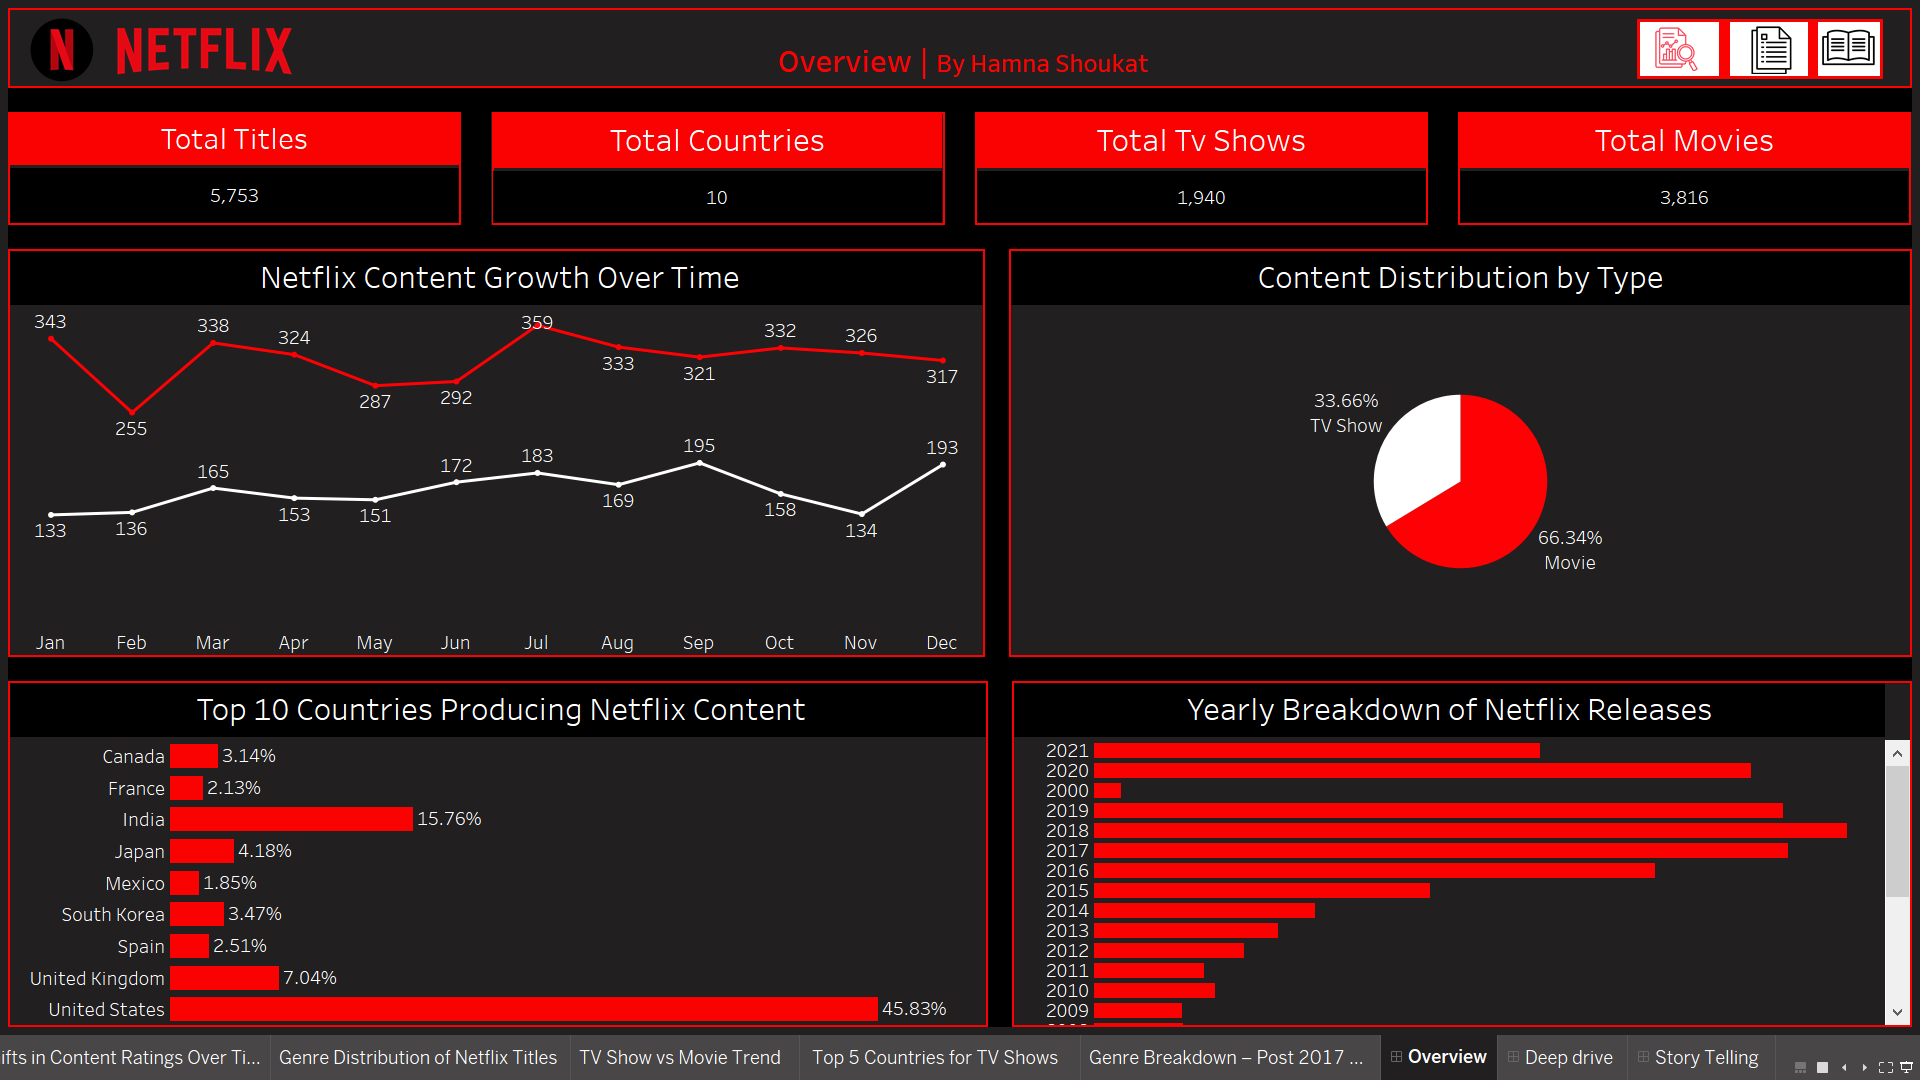 N NETFLIX
Overview | By Hamna Shoukat
Total Titles
5,753
Total Countries
10
Total Tv Shows
1,940
Total Movies
3,816
Netflix Content Growth Over Time
343
255
338
324
287
292
359
333
321
332
326
317
133
136
165
153
151
172
183
169
195
158
134
193
Jan Feb Mar Apr May Jun Jul Aug Sep Oct Nov Dec
Content Distribution by Type
33.66%
TV Show
66.34%
Movie
Top 10 Countries Producing Netflix Content
Canada 3.14%
France 2.13%
India 15.76%
Japan 4.18%
Mexico 1.85%
South Korea 3.47%
Spain 2.51%
United Kingdom 7.04%
United States 45.83%
Yearly Breakdown of Netflix Releases
2021
2020
2000
2019
2018
2017
2016
2015
2014
2013
2012
2011
2010
2009
ifts in Content Ratings Over Ti... Genre Distribution of Netflix Titles TV Show vs Movie Trend Top 5 Countries for TV Shows Genre Breakdown – Post 2017 ... Overview Deep drive Story Telling